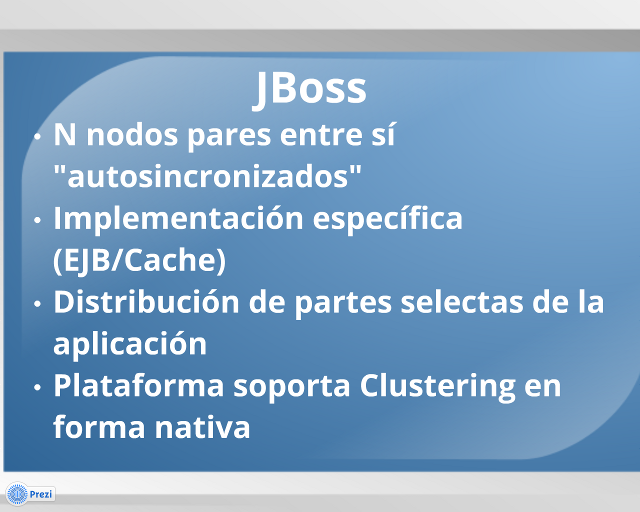 JBoss
• N nodos pares entre sí
"autosincronizados"
• Implementación específica
(EJB/Cache)
• Distribución de partes selectas de la
aplicación
• Plataforma soporta Clustering en
forma nativa
Prezi